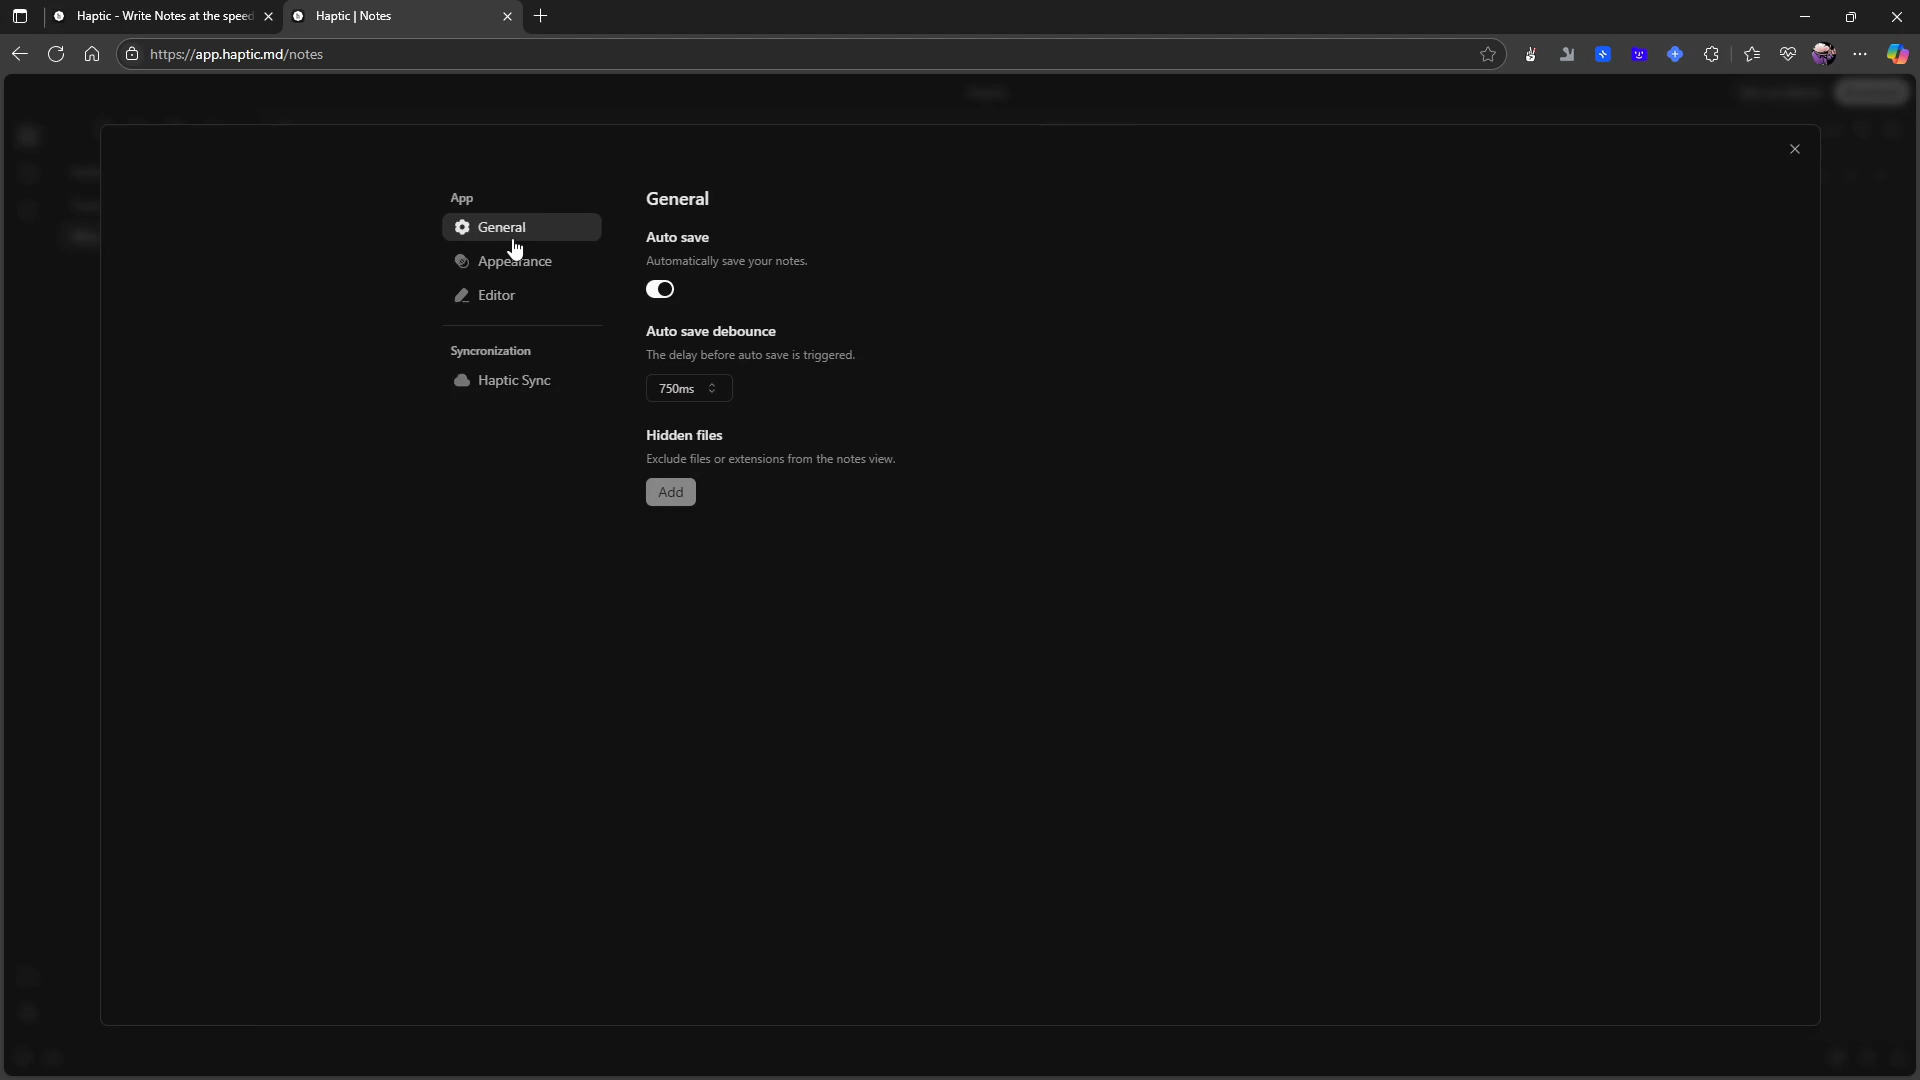 Haptic - Write Notes at the speed
Haptic | Notes
https://app.haptic.md/notes
App
General
Appearance
Editor
Syncronization
Haptic Sync
General
Auto save
Automatically save your notes.
Auto save debounce
The delay before auto save is triggered.
750ms
Hidden files
Exclude files or extensions from the notes view.
Add